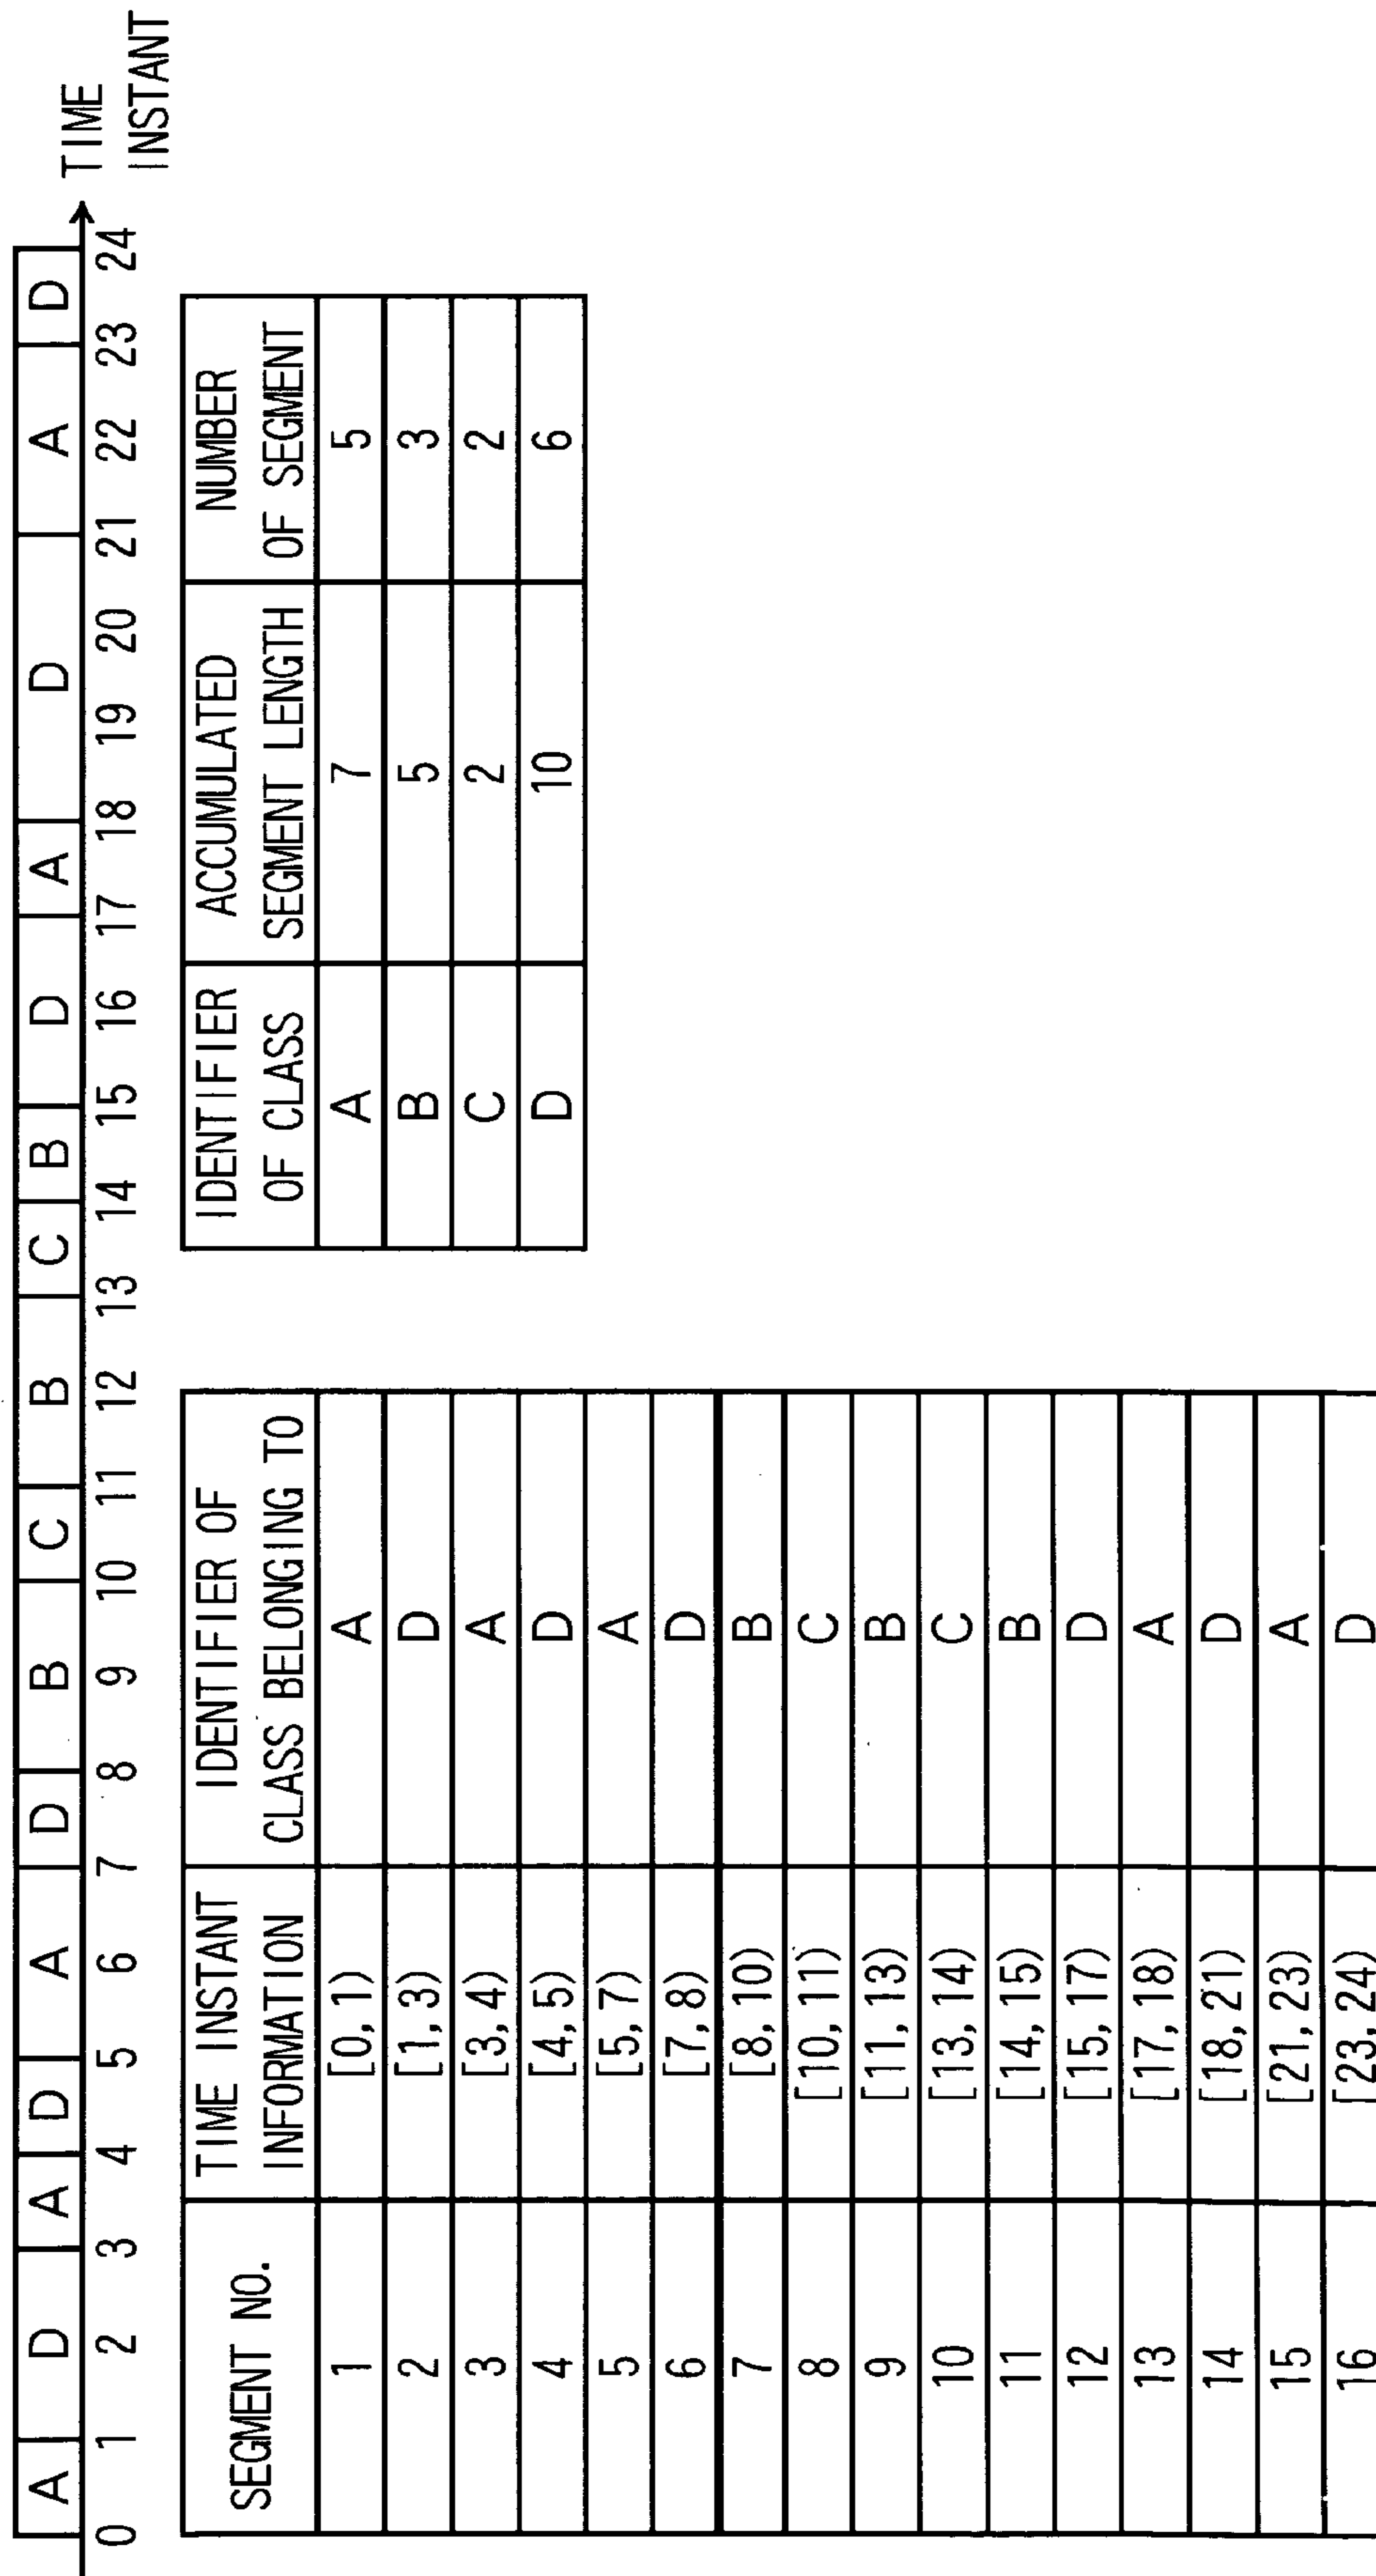 A D A D A D B C B C B D A D A D
0 1 2 3 4 5 6 7 8 9 10 11 12 13 14 15 16 17 18 19 20 21 22 23 24
TIME
INSTANT
SEGMENT NO. TIME INSTANT INFORMATION IDENTIFIER OF CLASS BELONGING TO
1 [0,1) A
2 [1,3) D
3 [3,4) A
4 [4,5) D
5 [5,7) A
6 [7,8) D
7 [8,10) B
8 [10,11) C
9 [11,13) B
10 [13,14) C
11 [14,15) B
12 [15,17) D
13 [17,18) A
14 [18,21) D
15 [21,23) A
16 [23,24) D
IDENTIFIER OF CLASS ACCUMULATED SEGMENT LENGTH NUMBER OF SEGMENT
A 7 5
B 5 3
C 2 2
D 10 6